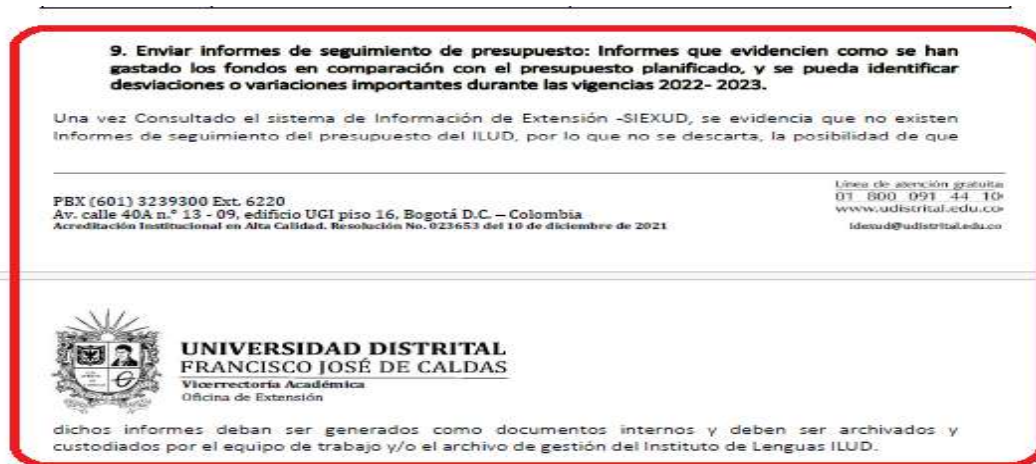 9. Enviar informes de seguimiento de presupuesto: Informes que evidencien como se han
gastado los fondos en comparación con el presupuesto planificado, y se pueda identificar
desviaciones o variaciones importantes durante las vigencias 2022- 2023.
Una vez Consultado el sistema de Información de Extensión -SIEXUD, se evidencia que no existen
Informes de seguimiento del presupuesto del ILUD, por lo que no se descarta, la posibilidad de que
Línea de atención gratuita
01 800 091 44 10
www.udistrital.edu.co
idexud@udistrital.edu.co
PBX (601) 3239300 Ext. 6220
Av. calle 40A n.° 13 - 09, edificio UGI piso 16, Bogotá D.C. – Colombia
Acreditación Institucional en Alta Calidad. Resolución No. 023653 del 10 de diciembre de 2021
UNIVERSIDAD DISTRITAL
FRANCISCO JOSÉ DE CALDAS
Vicerrectoría Académica
Oficina de Extensión
dichos informes deban ser generados como documentos internos y deben ser archivados y
custodiados por el equipo de trabajo y/o el archivo de gestión del Instituto de Lenguas ILUD.